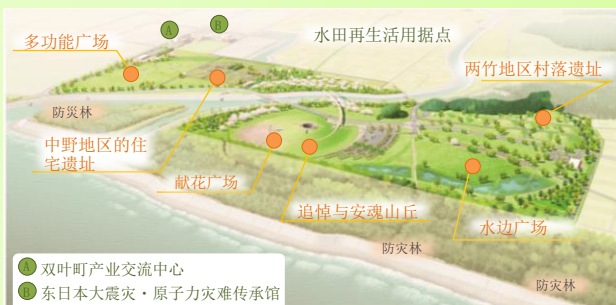 A
B
水田再生活用据点
多功能广场
两竹地区村落遗址
防災林
中野地区的住
宅遗址
献花广场
追悼与安魂山丘
水边广场
防灾林
防灾林
A 双叶町产业交流中心
B 东日本大震灾・原子力灾难传承馆